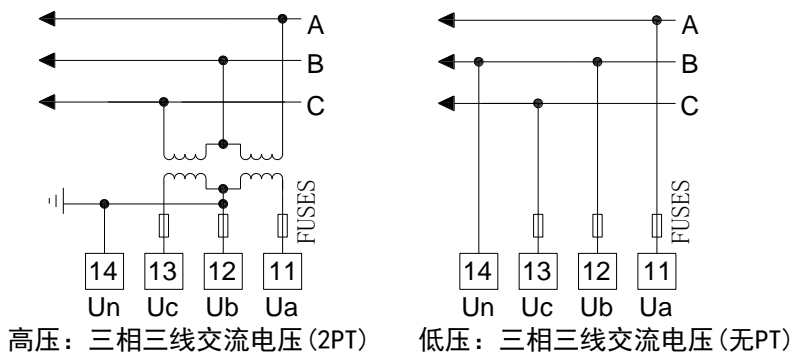 A
B
C
FUSES
14 13 12 11
Un Uc Ub Ua
高压：三相三线交流电压(2PT)
A
B
C
FUSES
14 13 12 11
Un Uc Ub Ua
低压：三相三线交流电压(无PT)